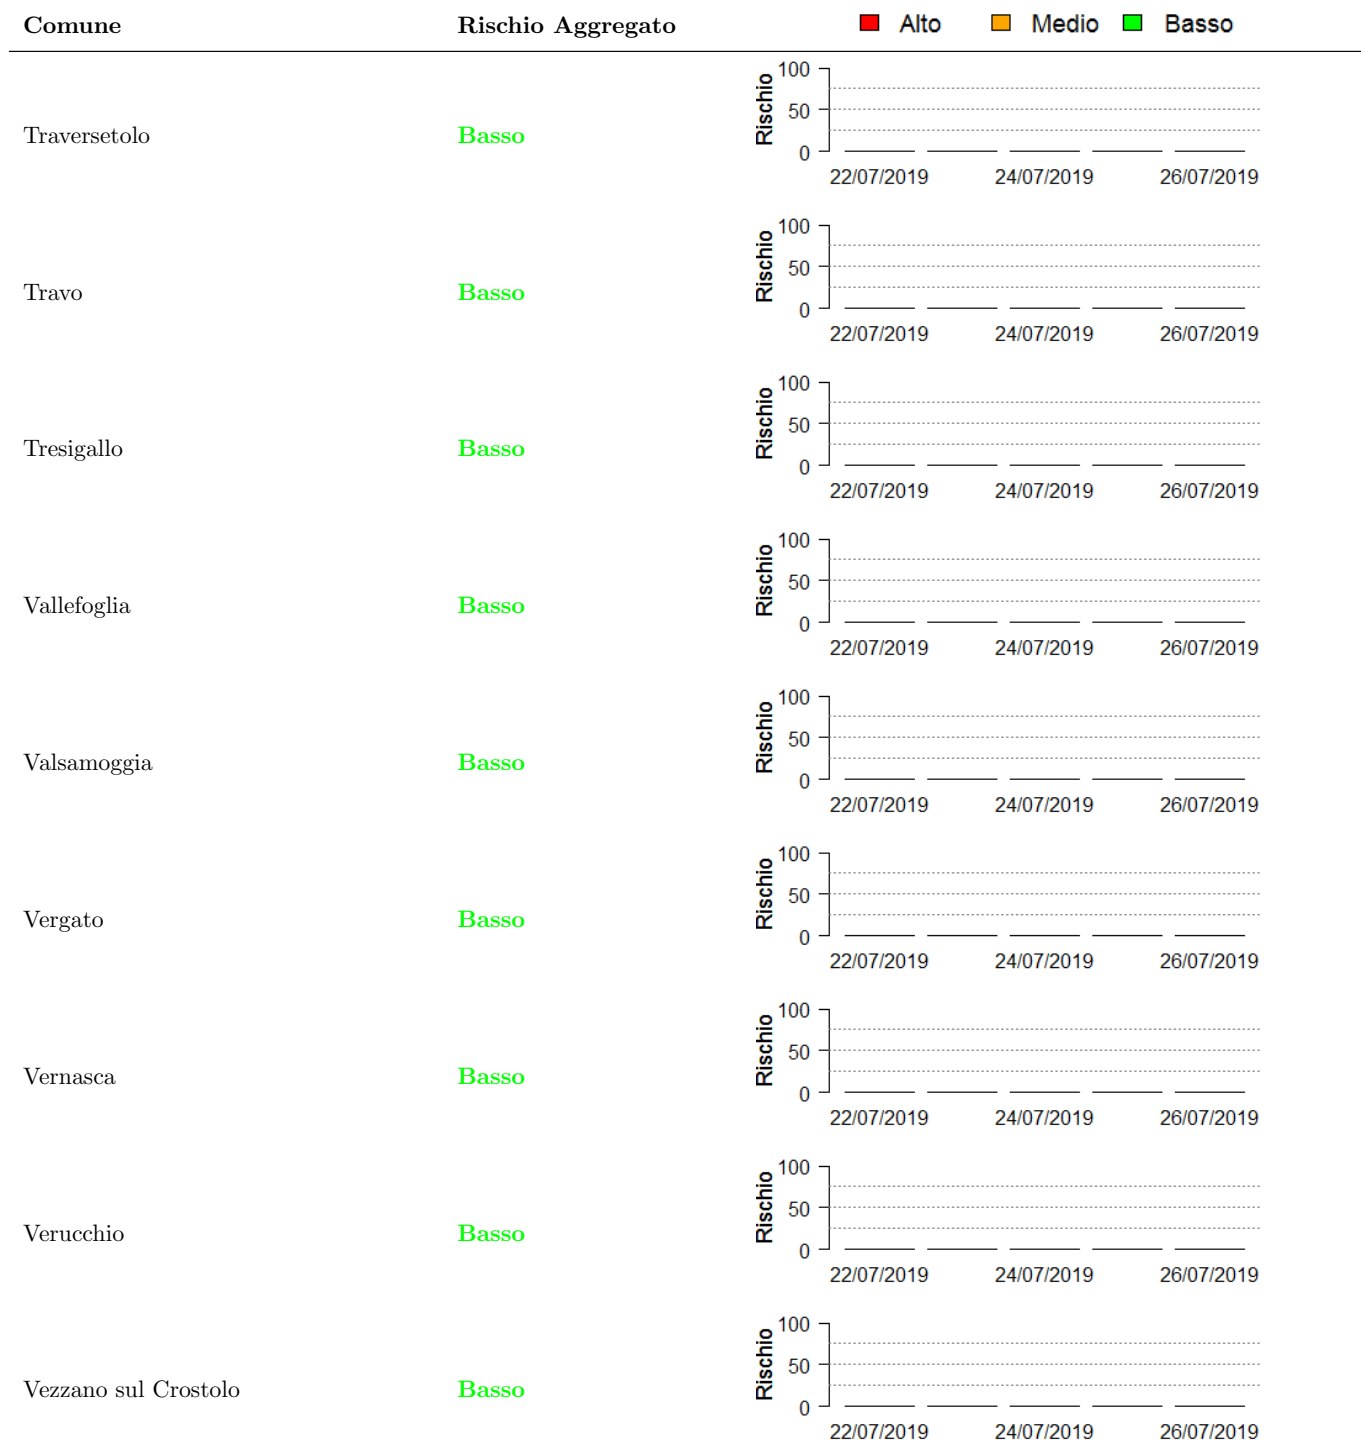 Comune Rischio Aggregato Alto Medio Basso
100
50
0
Rischio
Traversetolo Basso
22/07/2019 24/07/2019 26/07/2019
100
50
0
Rischio
Travo Basso
22/07/2019 24/07/2019 26/07/2019
100
50
0
Rischio
Tresigallo Basso
22/07/2019 24/07/2019 26/07/2019
100
50
0
Rischio
Vallefoglia Basso
22/07/2019 24/07/2019 26/07/2019
100
50
0
Rischio
Valsamoggia Basso
22/07/2019 24/07/2019 26/07/2019
100
50
0
Rischio
Vergato Basso
22/07/2019 24/07/2019 26/07/2019
100
50
0
Rischio
Vernasca Basso
22/07/2019 24/07/2019 26/07/2019
100
50
0
Rischio
Verucchio Basso
22/07/2019 24/07/2019 26/07/2019
100
50
0
Rischio
Vezzano sul Crostolo Basso
22/07/2019 24/07/2019 26/07/2019